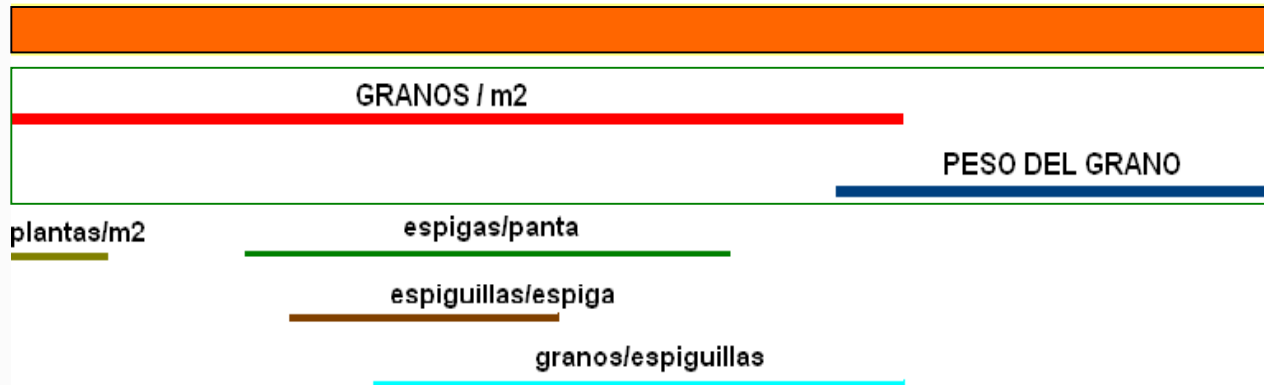 GRANOS / m2
PESO DEL GRANO
plantas/m2
espigas/panta
espiguillas/espiga
granos/espiguillas